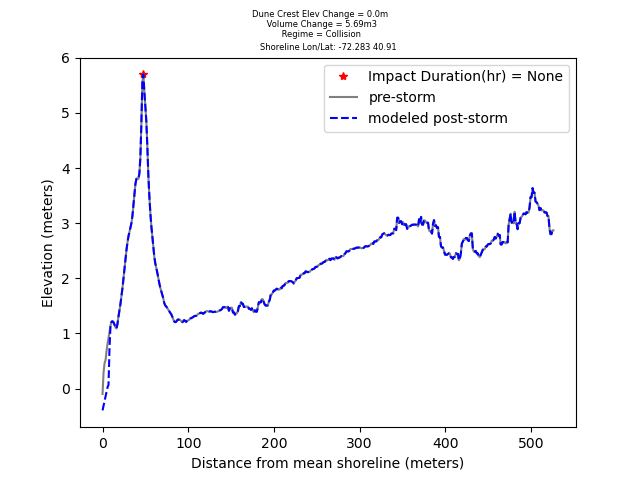 Dune Crest Elev Change = 0.0m
Volume Change = 5.69m3
Regime = Collision
Shoreline Lon/Lat: -72.283 40.91
Impact Duration(hr) = None
pre-storm
modeled post-storm
6
5
4
3
2
1
0
Elevation (meters)
0 100 200 300 400 500
Distance from mean shoreline (meters)